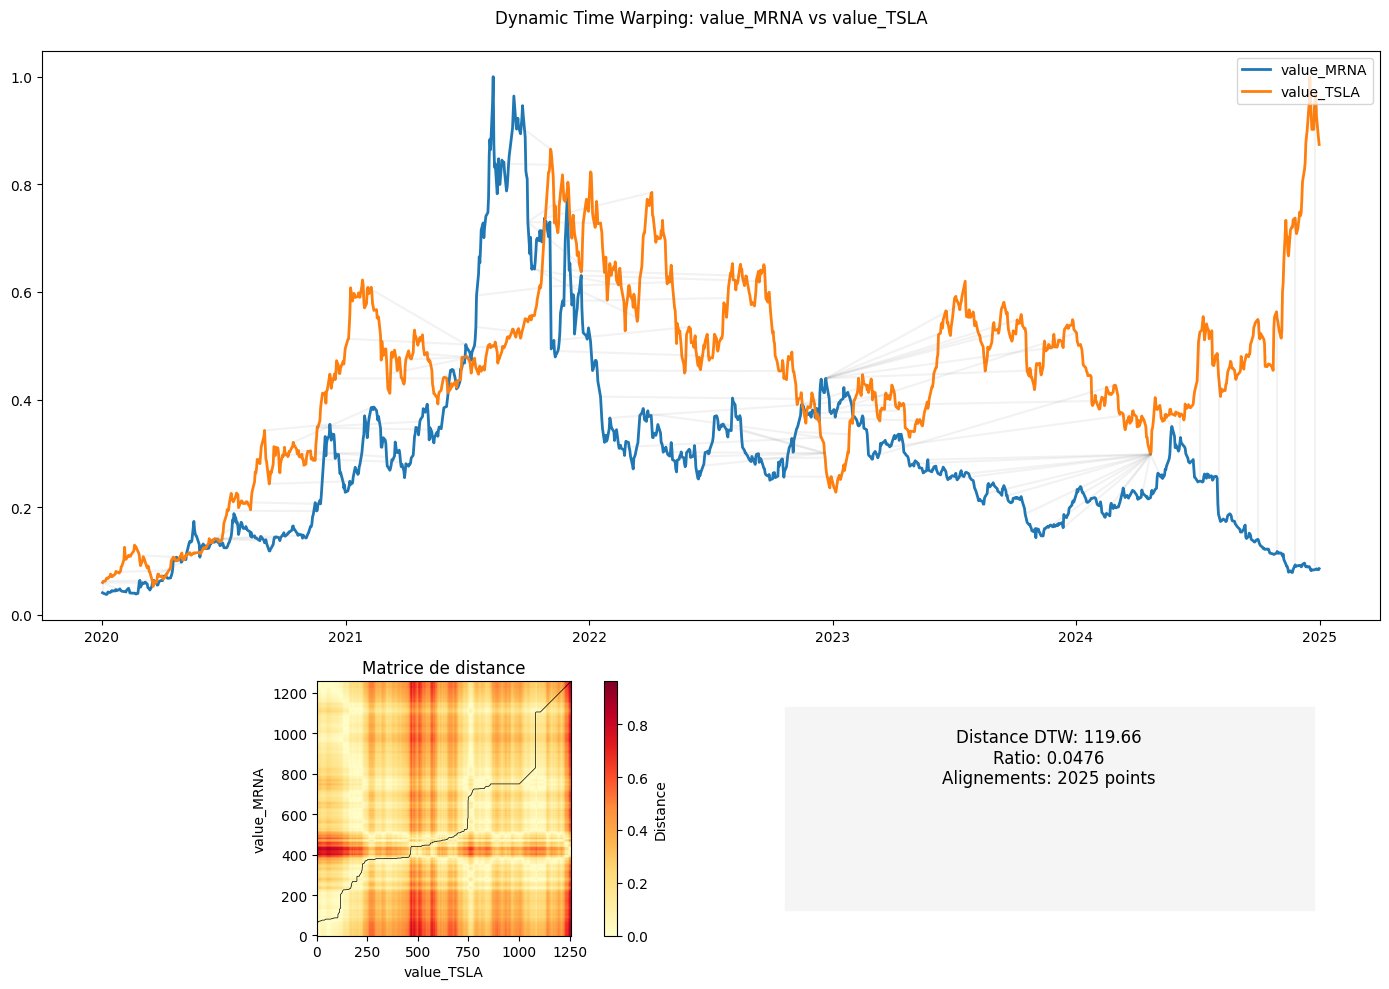 Dynamic Time Warping: value_MRNA vs value_TSLA
value_MRNA
value_TSLA
1.0
0.8
0.6
0.4
0.2
0.0
2020 2021 2022 2023 2024 2025
Matrice de distance
1200
1000
800
600
400
200
0
value_MRNA
0 250 500 750 1000 1250
value_TSLA
0.8
0.6
0.4
0.2
0.0
Distance
Distance DTW: 119.66
Ratio: 0.0476
Alignements: 2025 points